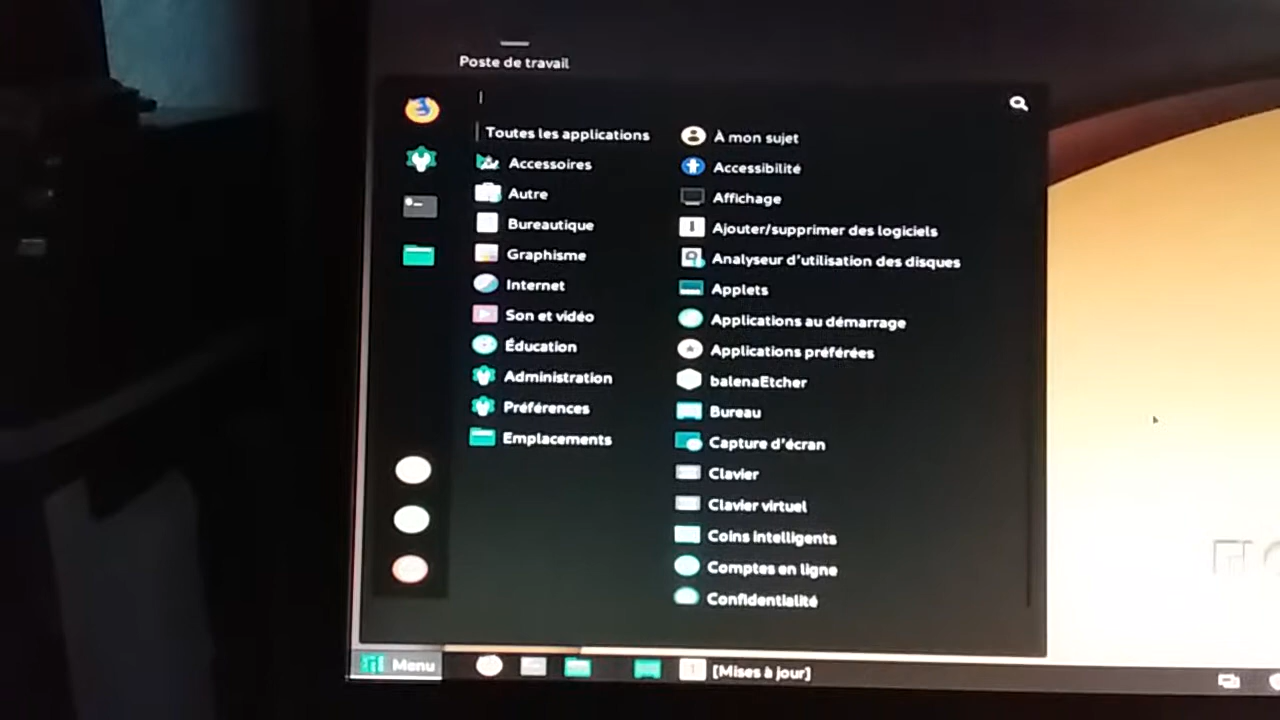 Poste de travail
Toutes les applications
Accessoires
Autre
Bureautique
Graphisme
Internet
Son et vidéo
Éducation
Administration
Préférences
Emplacements
À mon sujet
Accessibilité
Affichage
Ajouter/supprimer des logiciels
Analyseur d'utilisation des disques
Applets
Applications au démarrage
Applications préférées
balenaEtcher
Bureau
Capture d'écran
Clavier
Clavier virtuel
Coins intelligents
Comptes en ligne
Confidentialité
Menu
[Mises à jour]